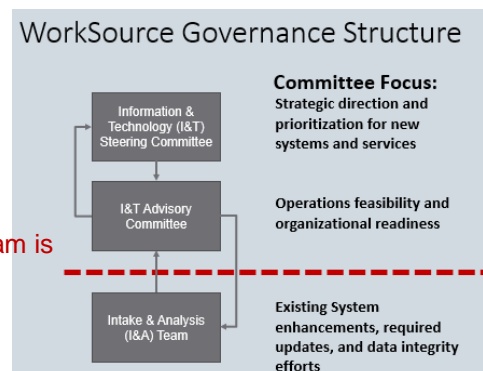 WorkSource Governance Structure
Committee Focus:
Information &
Technology (I&T)
Steering Committee
Strategic direction and
prioritization for new
systems and services
I&T Advisory
Committee
Operations feasibility and
organizational readiness
am is
Intake & Analysis
(I&A) Team
Existing System
enhancements, required
updates, and data integrity
efforts